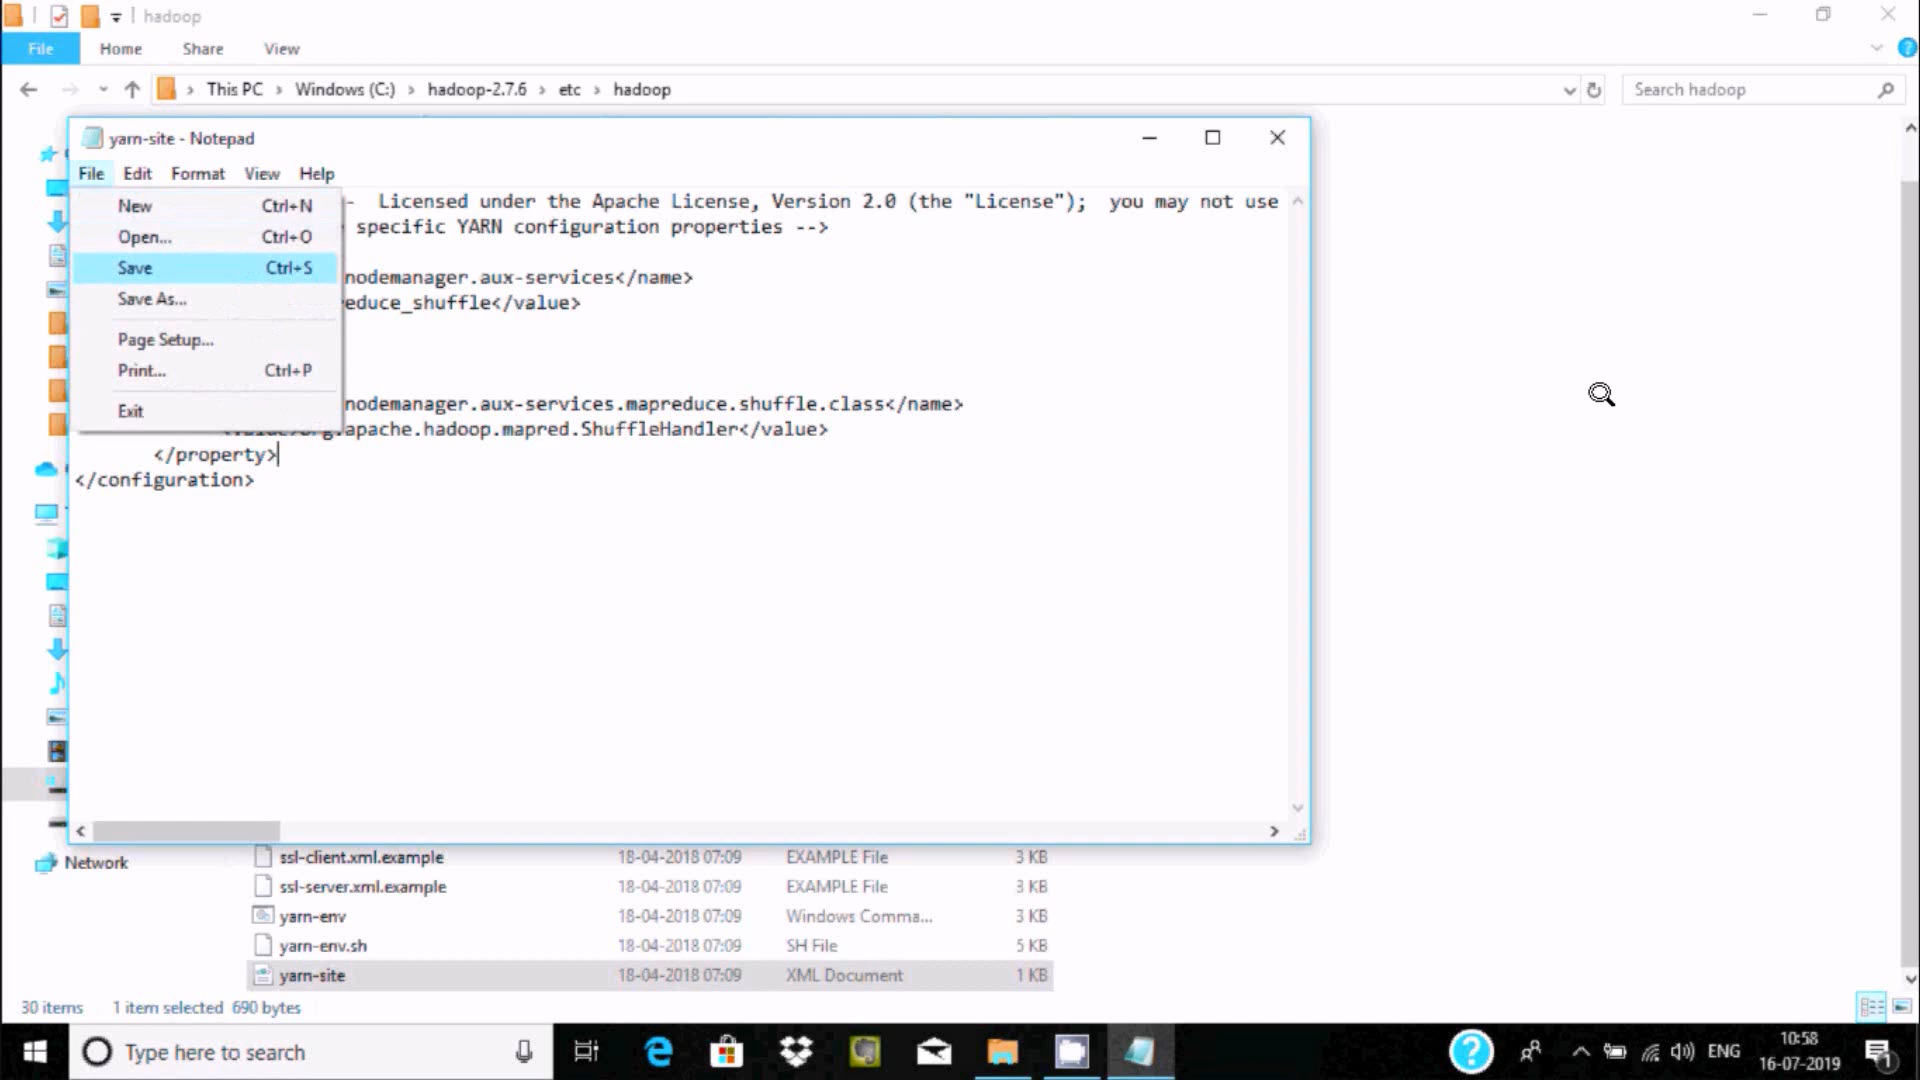 hadoop
File Home Share View
This PC Windows (C:) hadoop-2.7.6 etc hadoop
Search hadoop
yarn-site - Notepad
File Edit Format View Help
New Ctrl+N
Open... Ctrl+O
Save Ctrl+S
Save As...
Page Setup...
Print... Ctrl+P
Exit
- Licensed under the Apache License, Version 2.0 (the "License"); you may not use
specific YARN configuration properties -->
nodemanager.aux-services</name>
educe_shuffle</value>
nodemanager.aux-services.mapreduce.shuffle.class</name>
apache.hadoop.mapred.ShuffleHandler</value>
</property>
</configuration>
Network
ssl-client.xml.example 18-04-2018 07:09 EXAMPLE File 3 KB
ssl-server.xml.example 18-04-2018 07:09 EXAMPLE File 3 KB
yarn-env 18-04-2018 07:09 Windows Comma... 3 KB
yarn-env.sh 18-04-2018 07:09 SH File 5 KB
yarn-site 18-04-2018 07:09 XML Document 1 KB
30 items 1 item selected 690 bytes
Type here to search
ENG
10:58
16-07-2019
1